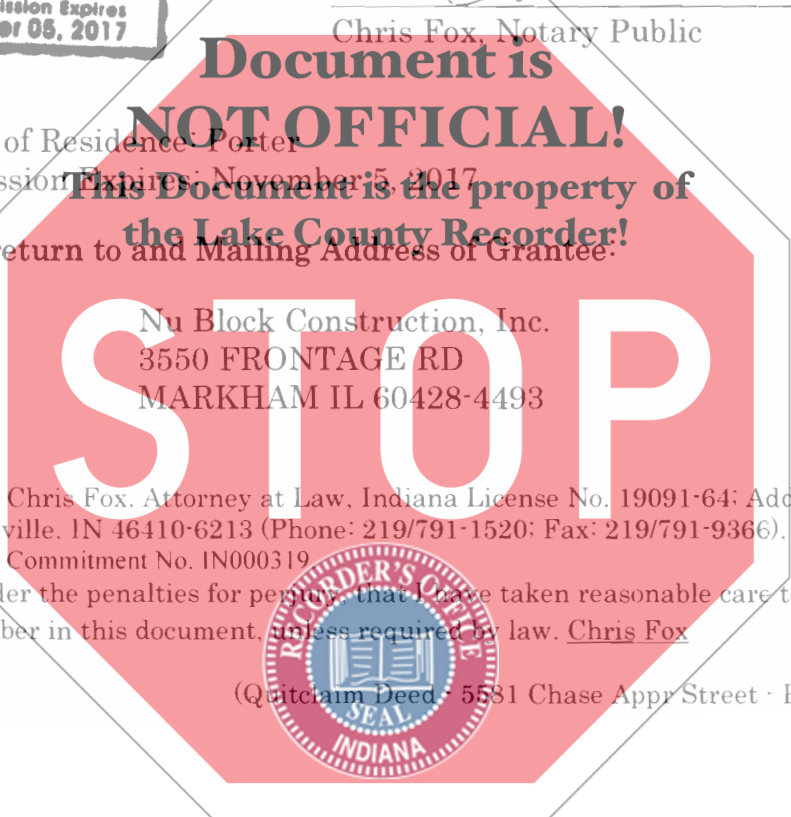 ission Expires
er 05, 2017
Chris Fox, Notary Public
Document is
NOT OFFICIAL!
of Residence: Porter
ssion Expires: November 5, 2017
This Document is the property of
the Lake County Recorder!
eturn to and Mailing Address of Grantee:
Nu Block Construction, Inc.
3550 FRONTAGE RD
MARKHAM IL 60428-4493
STOP
Chris Fox. Attorney at Law, Indiana License No. 19091-64; Add
ville. IN 46410-6213 (Phone: 219/791-1520; Fax: 219/791-9366).
Commitment No. IN000319
der the penalties for perjury, that I have taken reasonable care t
ber in this document, unless required by law. Chris Fox
(Quitclaim Deed - 5581 Chase Appr Street - 
RECORDER'S OFFICE
SEAL
INDIANA